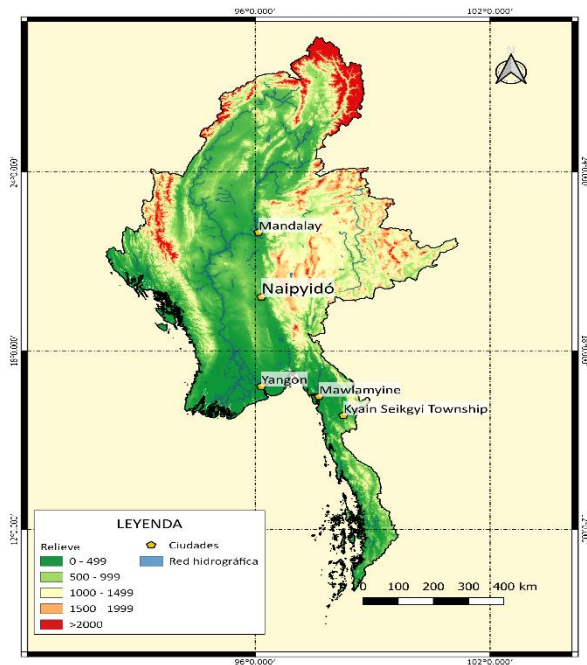 96°0.000'
102°0.000'
24°0.000'
24°0.000'
Mandalay
Naipyidó
18°0.000'
18°0.000'
Yangon
Mawlamyine
Kyain Seikgyi Township
12°0.000'
12°0.000'
LEYENDA
Relieve
Ciudades
0 - 499
Red hidrográfica
500 - 999
1000 - 1499
1500 - 1999
>2000
0 100 200 300 400 km
96°0.000'
102°0.000'